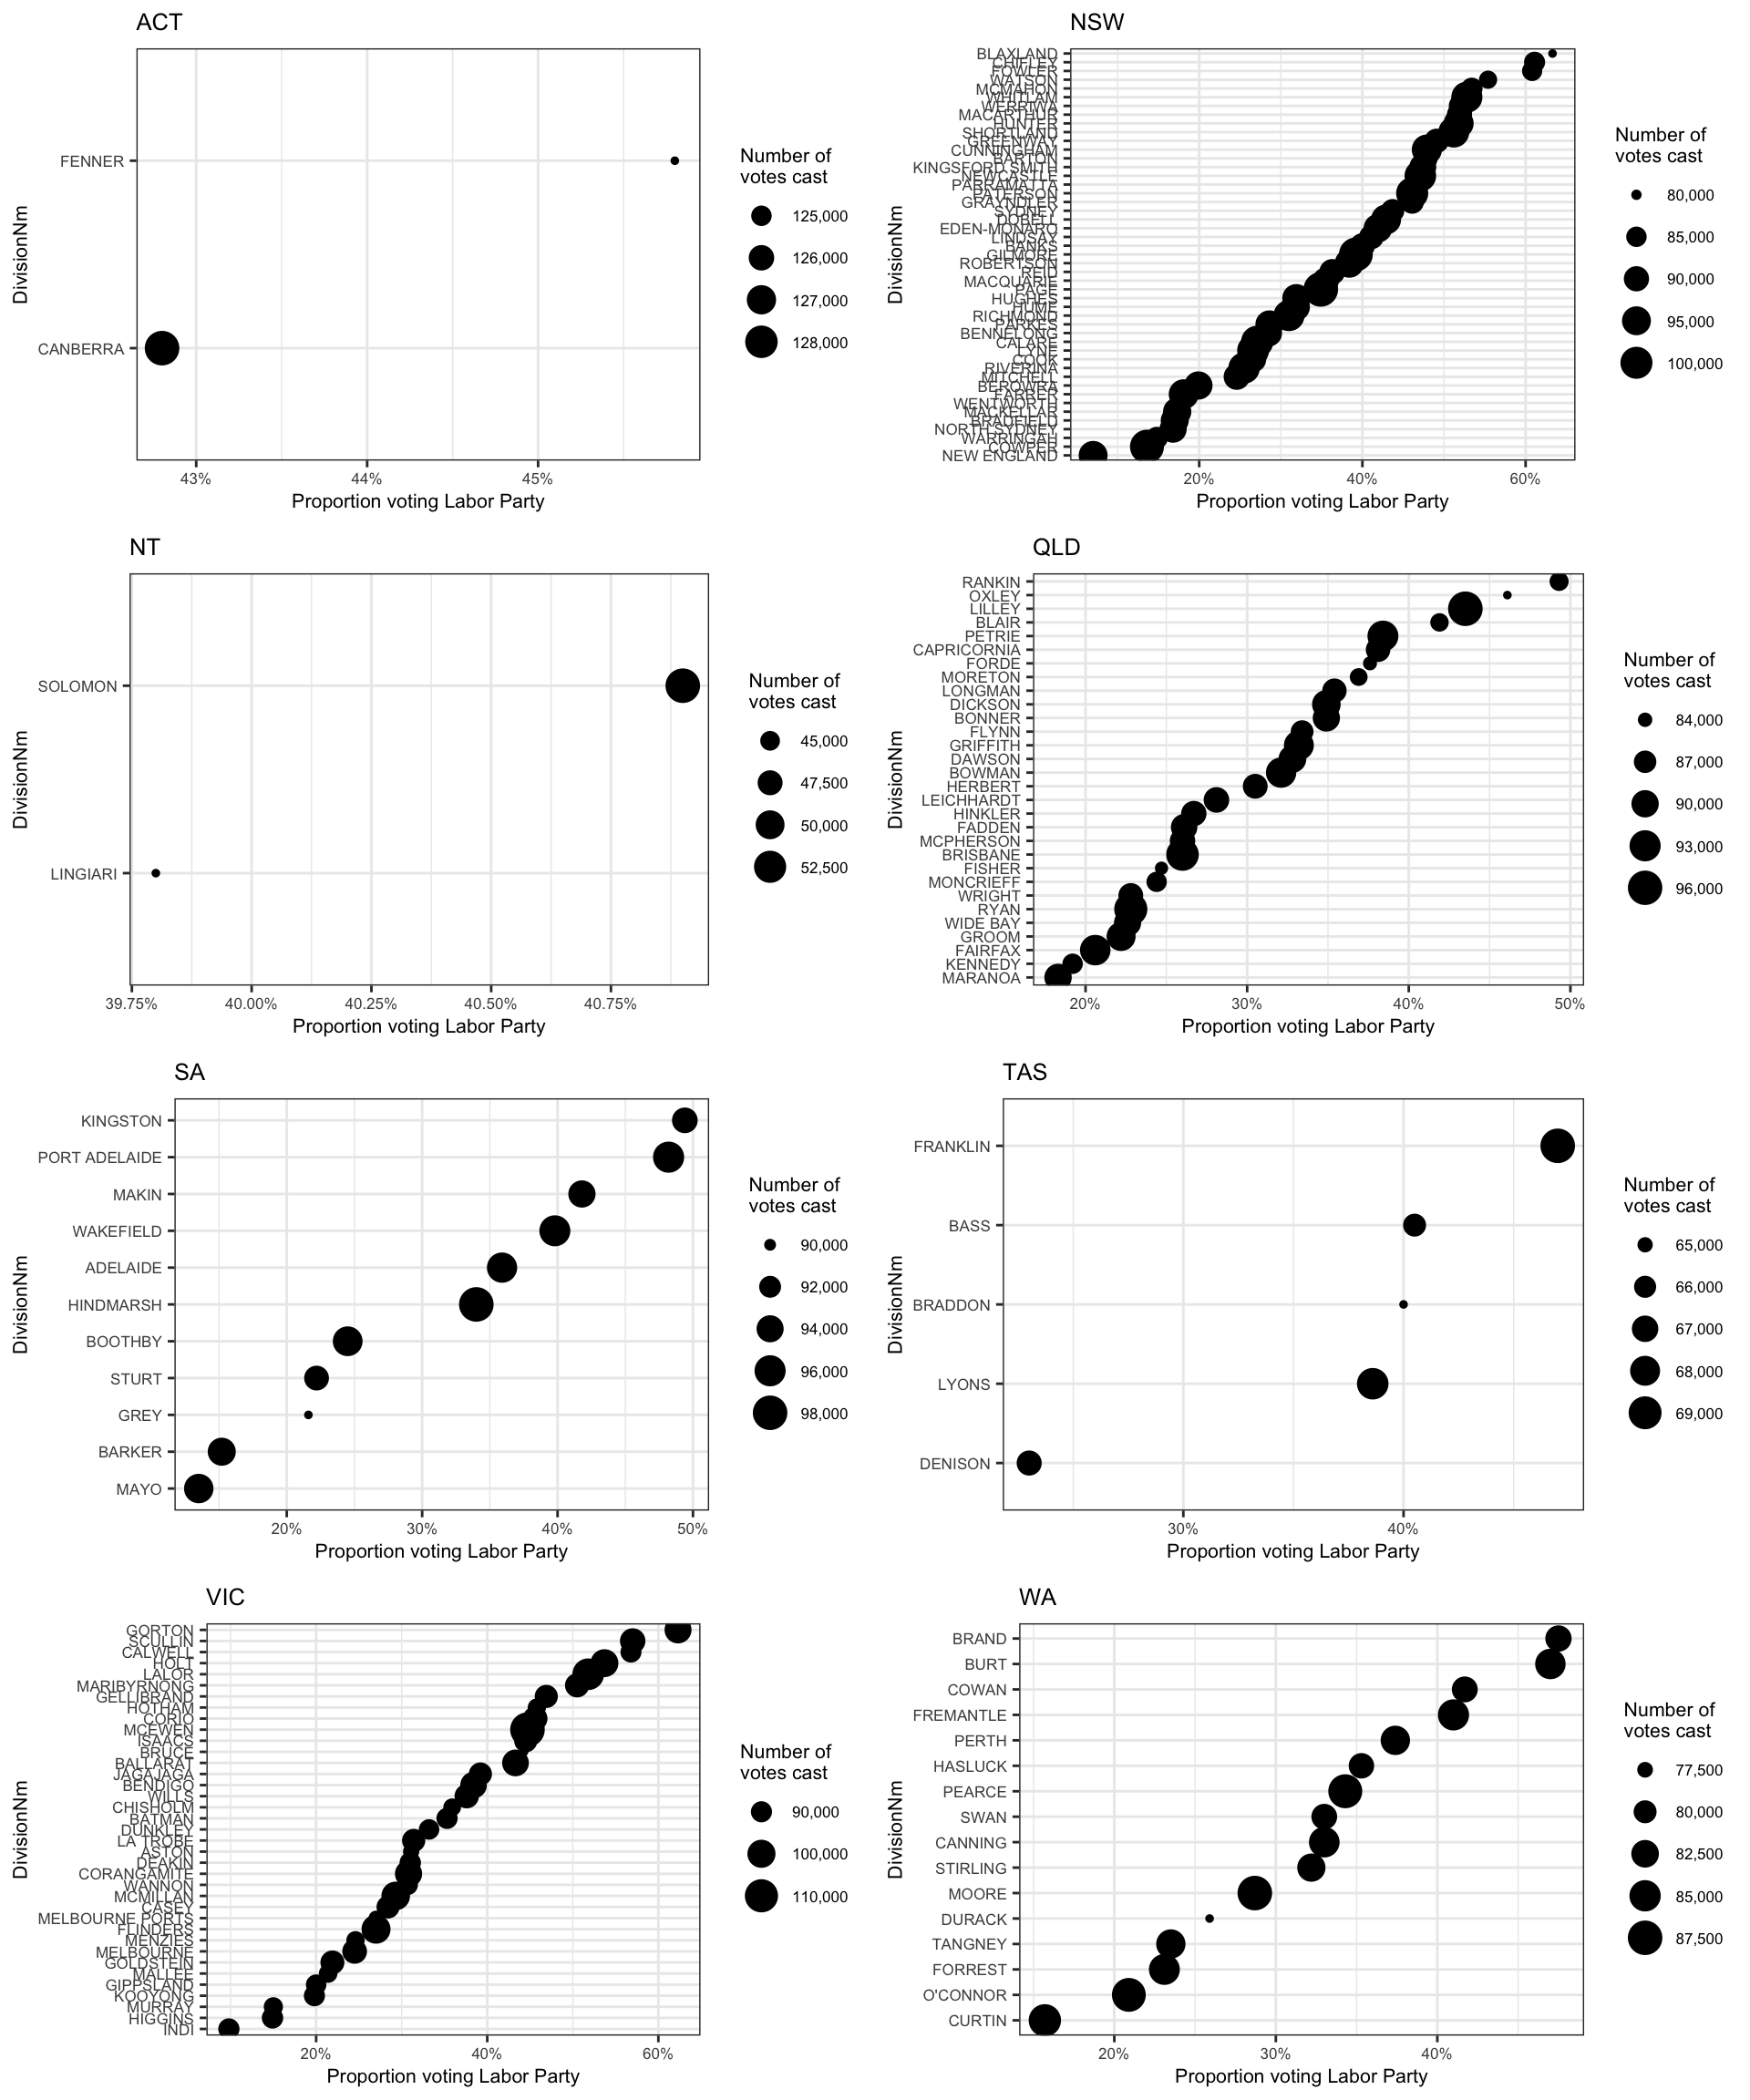 ACT
DivisionNm
FENNER
CANBERRA
43%
44%
45%
Proportion voting Labor Party
Number of
votes cast
125,000
126,000
127,000
128,000
NSW
DivisionNm
BLAXLAND
CHIFLEY
FOWLER
WATSON
MCMAHON
WHITLAM
WERRIWA
MACARTHUR
HUNTER
SHORTLAND
GREENWAY
CUNNINGHAM
BARTON
KINGSFORD SMITH
NEWCASTLE
PARRAMATTA
PATERSON
GRAYNDLER
SYDNEY
DOBELL
EDEN-MONARO
LINDSAY
BANKS
GILMORE
ROBERTSON
REID
MACQUARIE
PAGE
HUGHES
HUME
RICHMOND
PARKES
BENNELONG
CALARE
LYNE
COOK
RIVERINA
MITCHELL
BEROWRA
FARRER
WENTWORTH
MACKELLAR
BRADFIELD
NORTH SYDNEY
WARRINGAH
COWPER
NEW ENGLAND
20%
40%
60%
Proportion voting Labor Party
Number of
votes cast
80,000
85,000
90,000
95,000
100,000
NT
DivisionNm
SOLOMON
LINGIARI
39.75%
40.00%
40.25%
40.50%
40.75%
Proportion voting Labor Party
Number of
votes cast
45,000
47,500
50,000
52,500
QLD
DivisionNm
RANKIN
OXLEY
LILLEY
BLAIR
PETRIE
CAPRICORNIA
FORDE
MORETON
LONGMAN
DICKSON
BONNER
FLYNN
GRIFFITH
DAWSON
BOWMAN
HERBERT
LEICHHARDT
HINKLER
FADDEN
MCPHERSON
BRISBANE
FISHER
MONCRIEFF
WRIGHT
RYAN
WIDE BAY
GROOM
FAIRFAX
KENNEDY
MARANOA
20%
30%
40%
50%
Proportion voting Labor Party
Number of
votes cast
84,000
87,000
90,000
93,000
96,000
SA
DivisionNm
KINGSTON
PORT ADELAIDE
MAKIN
WAKEFIELD
ADELAIDE
HINDMARSH
BOOTHBY
STURT
GREY
BARKER
MAYO
20%
30%
40%
50%
Proportion voting Labor Party
Number of
votes cast
90,000
92,000
94,000
96,000
98,000
TAS
DivisionNm
FRANKLIN
BASS
BRADDON
LYONS
DENISON
30%
40%
Proportion voting Labor Party
Number of
votes cast
65,000
66,000
67,000
68,000
69,000
VIC
DivisionNm
GORTON
SCULLIN
CALWELL
HOLT
LALOR
MARIBYRNONG
GELLIBRAND
HOTHAM
CORIO
MCEWEN
ISAACS
BRUCE
BALLARAT
JAGAJAGA
BENDIGO
WILLS
CHISHOLM
BATMAN
DUNKLEY
LA TROBE
ASTON
DEAKIN
CORANGAMITE
WANNON
MCMILLAN
CASEY
MELBOURNE PORTS
FLINDERS
MENZIES
MELBOURNE
GOLDSTEIN
MALLEE
GIPPSLAND
KOOYONG
MURRAY
HIGGINS
INDI
20%
40%
60%
Proportion voting Labor Party
Number of
votes cast
90,000
100,000
110,000
WA
DivisionNm
BRAND
BURT
COWAN
FREMANTLE
PERTH
HASLUCK
PEARCE
SWAN
CANNING
STIRLING
MOORE
DURACK
TANGNEY
FORREST
O'CONNOR
CURTIN
20%
30%
40%
Proportion voting Labor Party
Number of
votes cast
77,500
80,000
82,500
85,000
87,500